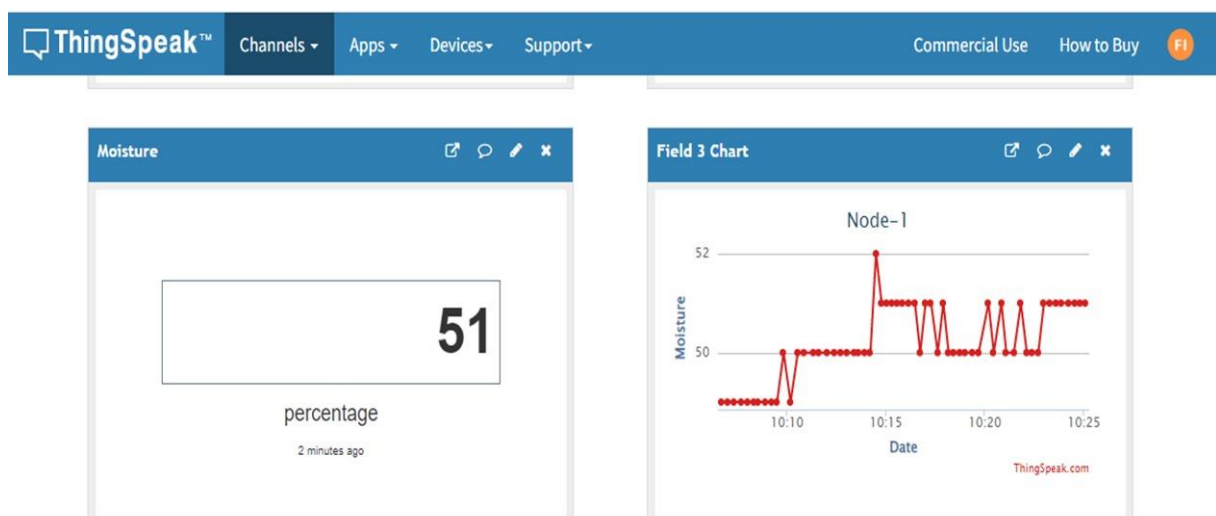 ThingSpeak™ Channels Apps Devices Support Commercial Use How to Buy FI
Moisture
51
percentage
2 minutes ago
Field 3 Chart
Node-1
52
50
Moisture
10:10 10:15 10:20 10:25
Date
ThingSpeak.com